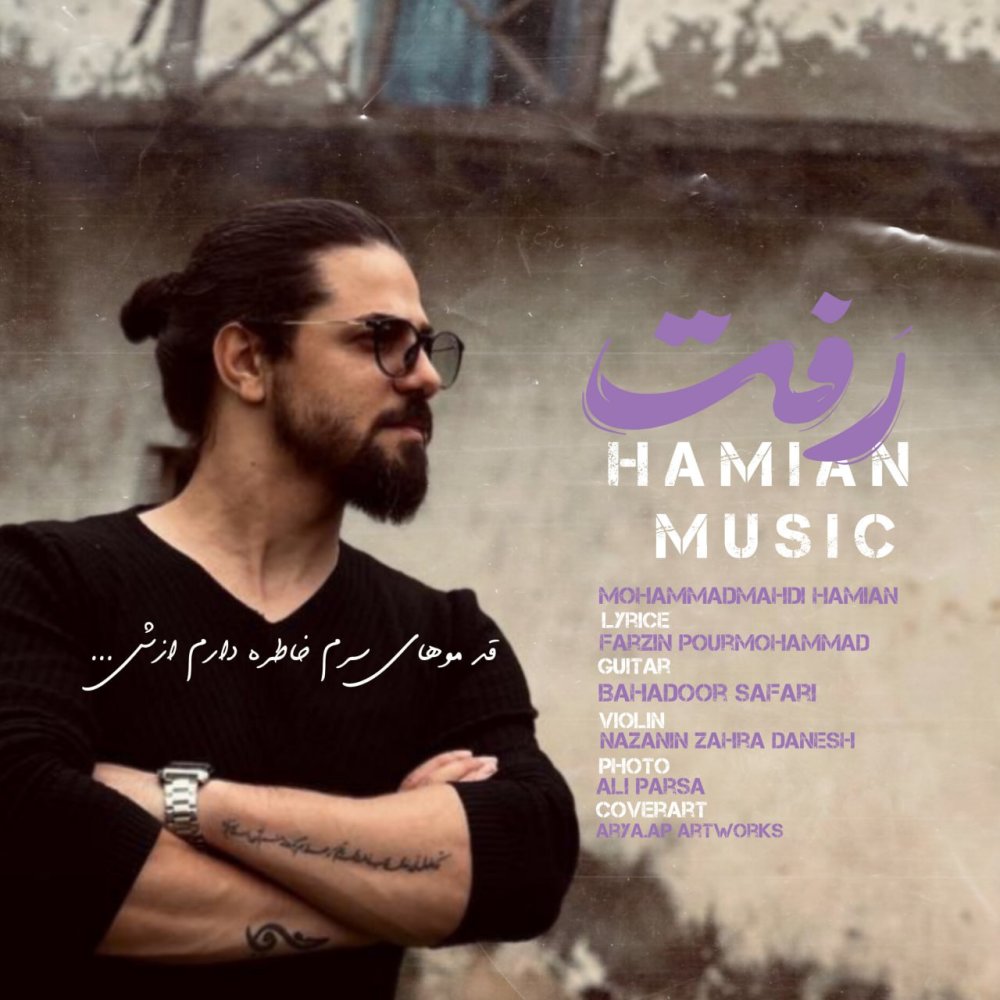 رَفت
HAMIAN
MUSIC
MOHAMMADMAHDI HAMIAN
LYRICE
FARZIN POURMOHAMMAD
GUITAR
BAHADOOR SAFARI
VIOLIN
NAZANIN ZAHRA DANESH
PHOTO
ALI PARSA
COVERART
ARYA.AP ARTWORKS
قد موهای سرم خاطره دارم ازش...